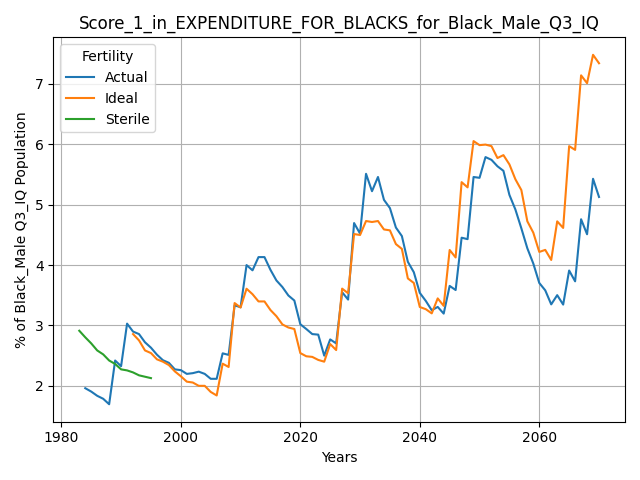 Score_1_in_EXPENDITURE_FOR_BLACKS_for_Black_Male_Q3_IQ
Fertility
Actual
Ideal
Sterile
% of Black_Male Q3_IQ Population
7
6
5
4
3
2
1980
2000
2020
2040
2060
Years